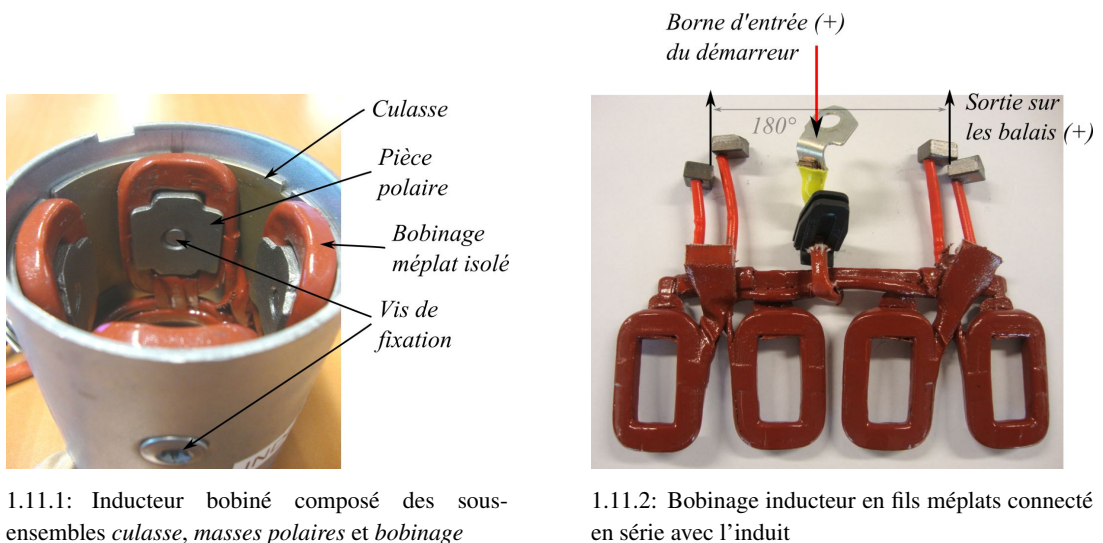 Borne d'entrée (+)
du démarreur
Culasse
Pièce
polaire
Bobinage
méplat isolé
Vis de
fixation
180°
Sortie sur
les balais (+)
1.11.1: Inducteur bobiné composé des sous-
ensembles culasse, masses polaires et bobinage
1.11.2: Bobinage inducteur en fils méplats connecté
en série avec l'induit